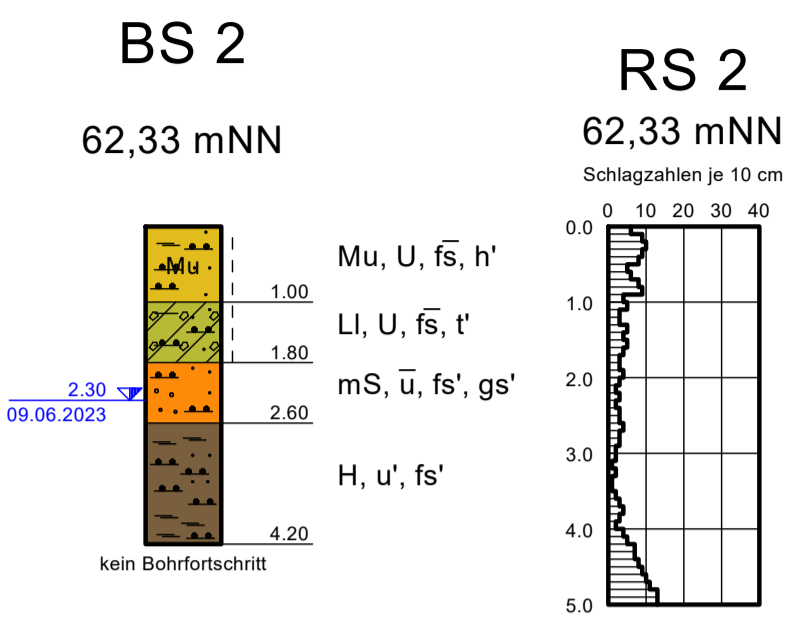 BS 2
62,33 mNN
Mu
1.00
1.80
2.60
4.20
2.30
09.06.2023
kein Bohrfortschritt
Mu, U, fs̅, h'
Ll, U, fs̅, t'
mS, u̅, fs', gs'
H, u', fs'
RS 2
62,33 mNN
Schlagzahlen je 10 cm
0 10 20 30 40
0.0
1.0
2.0
3.0
4.0
5.0